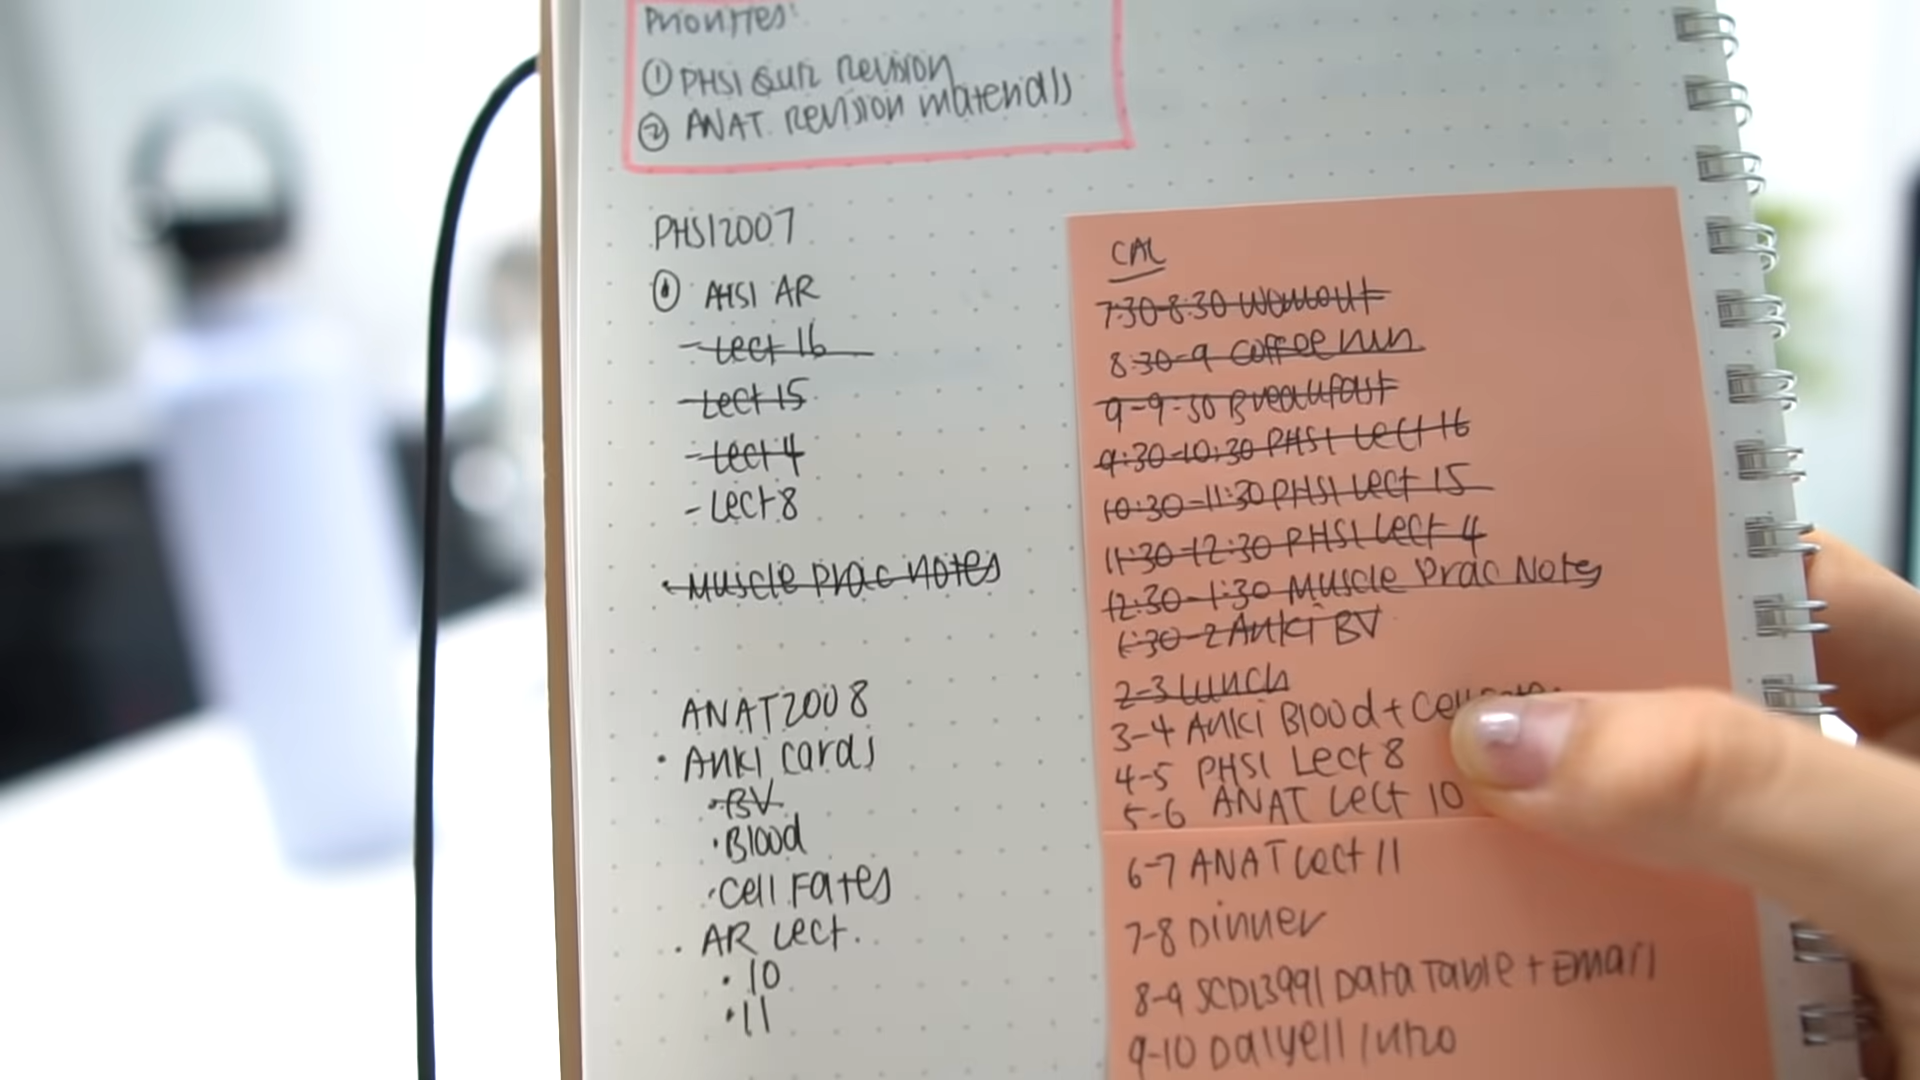 Priorities:
① PHSI Quiz Revision
② ANAT Revision materials
PHSI2007
PHSI AR
- Lect 16
- Lect 15
- Lect 4
- Lect 8
• Muscle Prac Notes
ANAT2008
• Anki cards
• BV
• Blood
• Cell Fates
• AR Lect.
• 10
• 11
CAL
7:30-8:30 Workout
8:30-9 Coffee run
9-9:30 Breakfast
9:30-10:30 PHSI Lect 16
10:30-11:30 PHSI Lect 15
11:30-12:30 PHSI Lect 4
12:30-1:30 Muscle Prac Notes
1:30-2 Anki BV
2-3 Lunch
3-4 Anki Blood + Cell
4-5 PHSI Lect 8
5-6 ANAT Lect 10
6-7 ANAT Lect 11
7-8 Dinner
8-9 SCDL3991 Data Table + Email
9-10 Dalyell